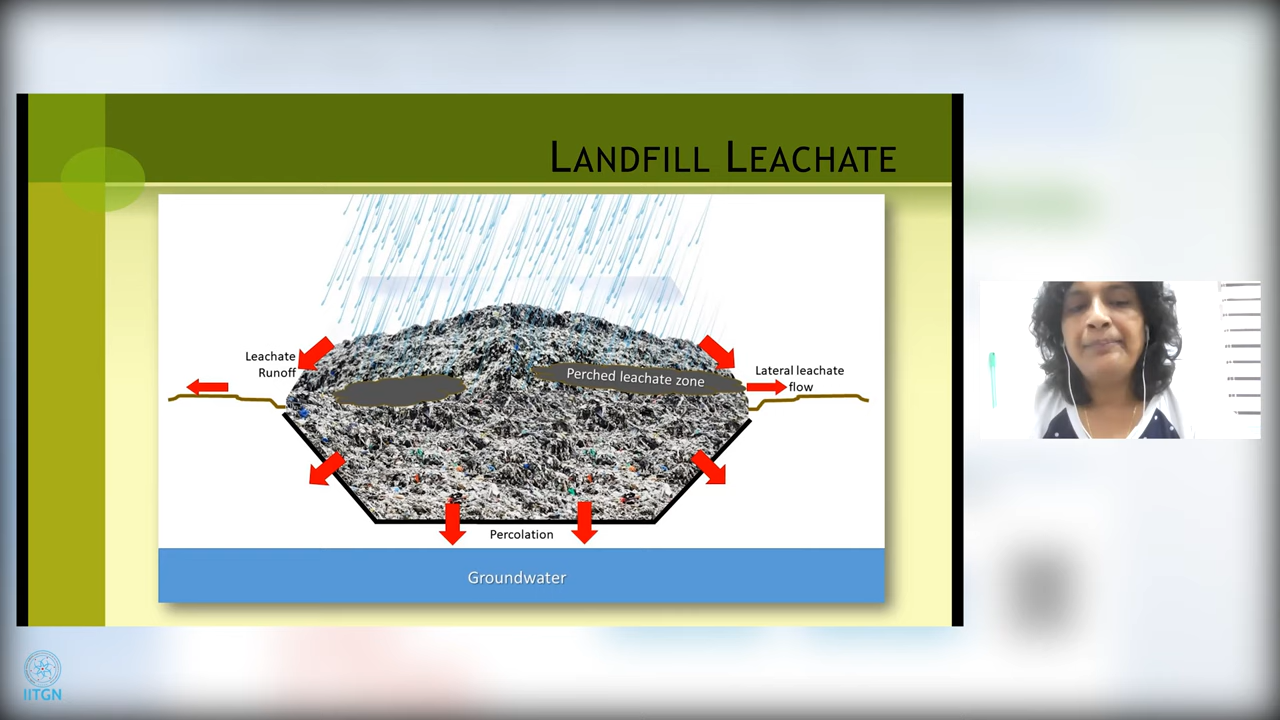 LANDFILL LEACHATE
Leachate
Runoff
Perched leachate zone
Lateral leachate
flow
Percolation
Groundwater
IITGN